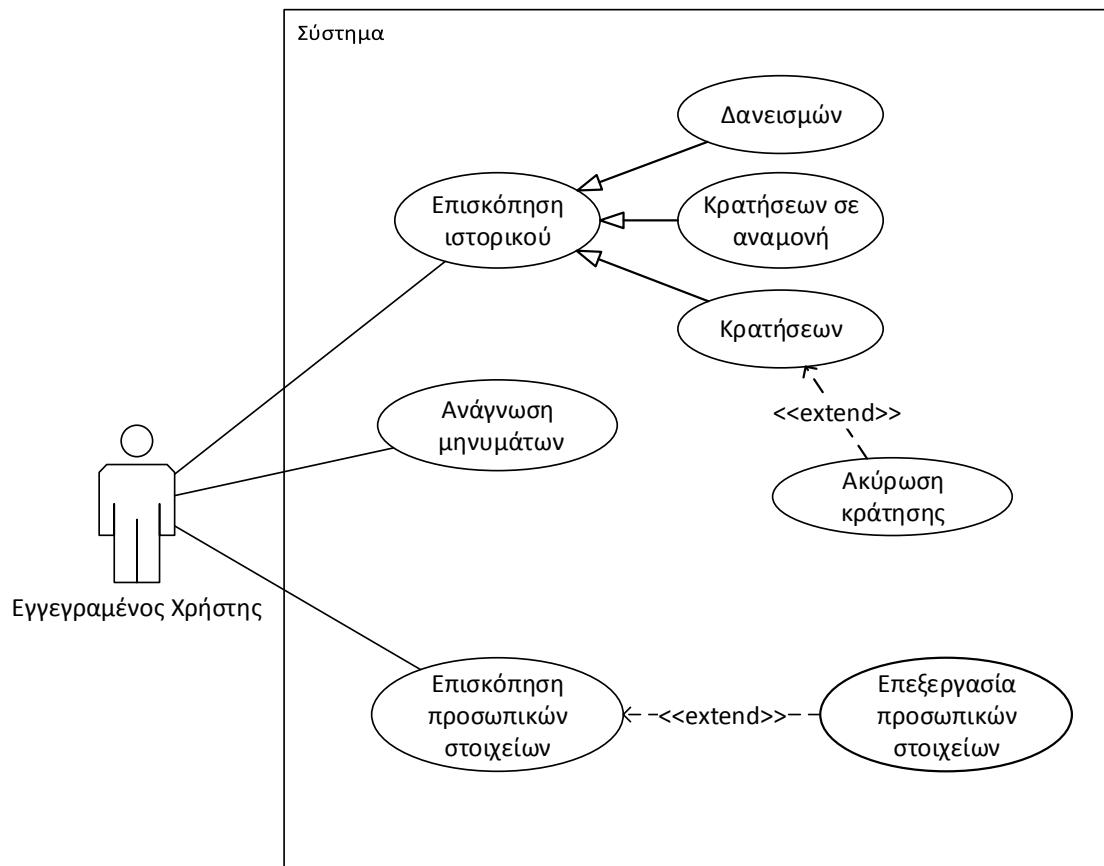 Σύστημα
Δανεισμών
Επισκόπηση
ιστορικού
Κρατήσεων σε
αναμονή
Κρατήσεων
<<extend>>
Ανάγνωση
μηνυμάτων
Ακύρωση
κράτησης
Εγγεγραμένος Χρήστης
Επισκόπηση
προσωπικών
στοιχείων
<<extend>>
Επεξεργασία
προσωπικών
στοιχείων